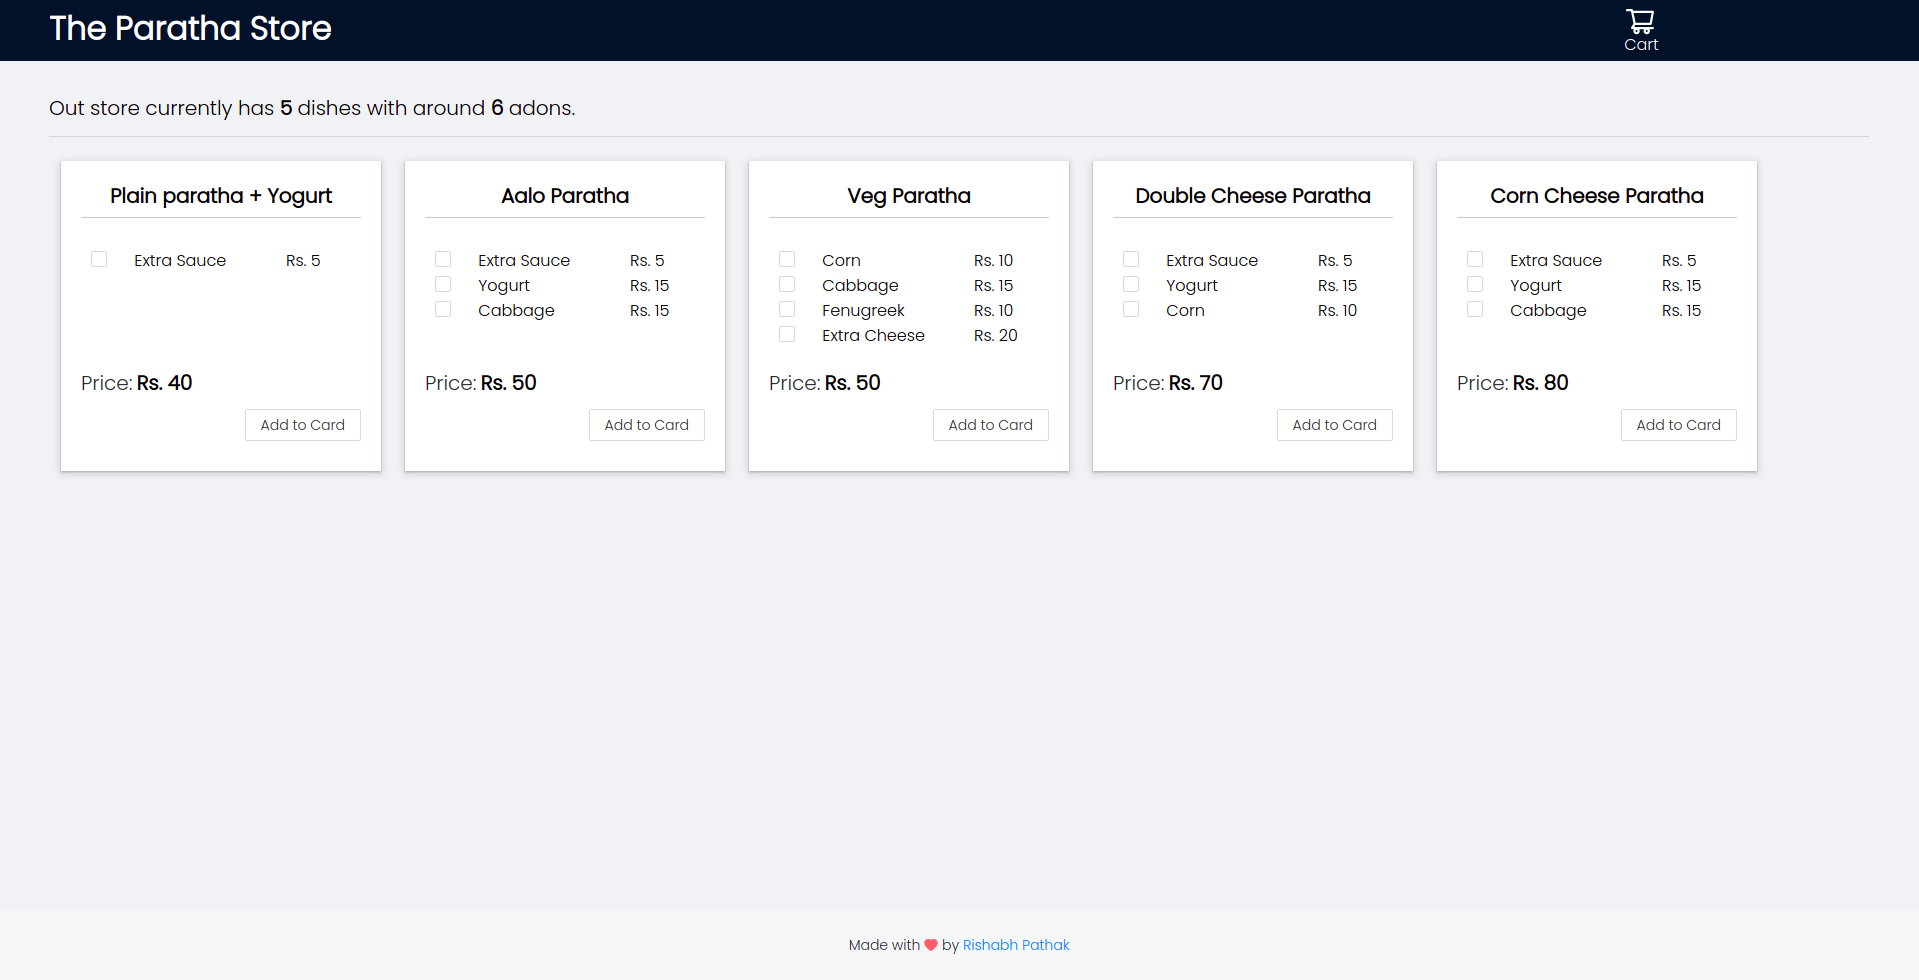 The Paratha Store
Cart
Out store currently has 5 dishes with around 6 adons.
Plain paratha + Yogurt
Extra Sauce Rs. 5
Price: Rs. 40
Add to Card
Aalo Paratha
Extra Sauce Rs. 5
Yogurt Rs. 15
Cabbage Rs. 15
Price: Rs. 50
Add to Card
Veg Paratha
Corn Rs. 10
Cabbage Rs. 15
Fenugreek Rs. 10
Extra Cheese Rs. 20
Price: Rs. 50
Add to Card
Double Cheese Paratha
Extra Sauce Rs. 5
Yogurt Rs. 15
Corn Rs. 10
Price: Rs. 70
Add to Card
Corn Cheese Paratha
Extra Sauce Rs. 5
Yogurt Rs. 15
Cabbage Rs. 15
Price: Rs. 80
Add to Card
Made with ❤ by Rishabh Pathak